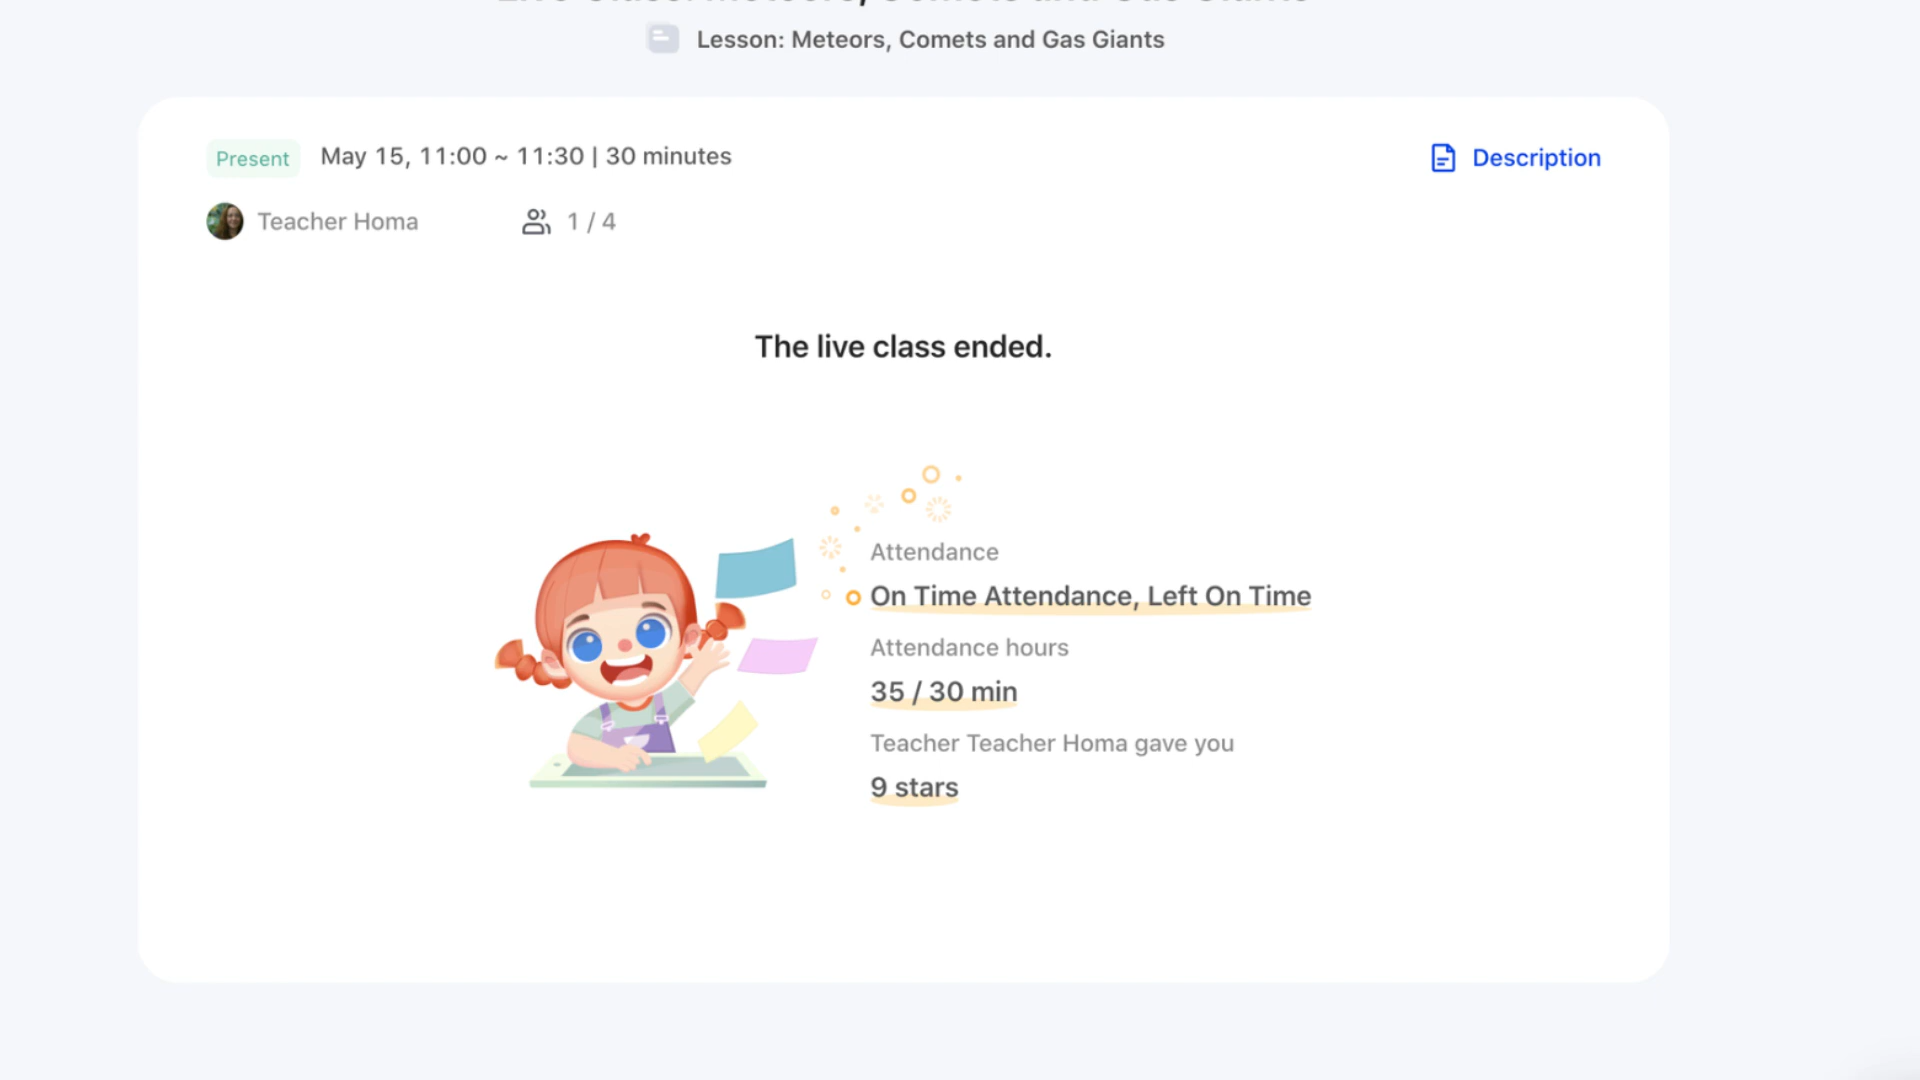 Lesson: Meteors, Comets and Gas Giants
Present May 15, 11:00 ~ 11:30 | 30 minutes
Description
Teacher Homa 1 / 4
The live class ended.
Attendance
On Time Attendance, Left On Time
Attendance hours
35 / 30 min
Teacher Teacher Homa gave you
9 stars